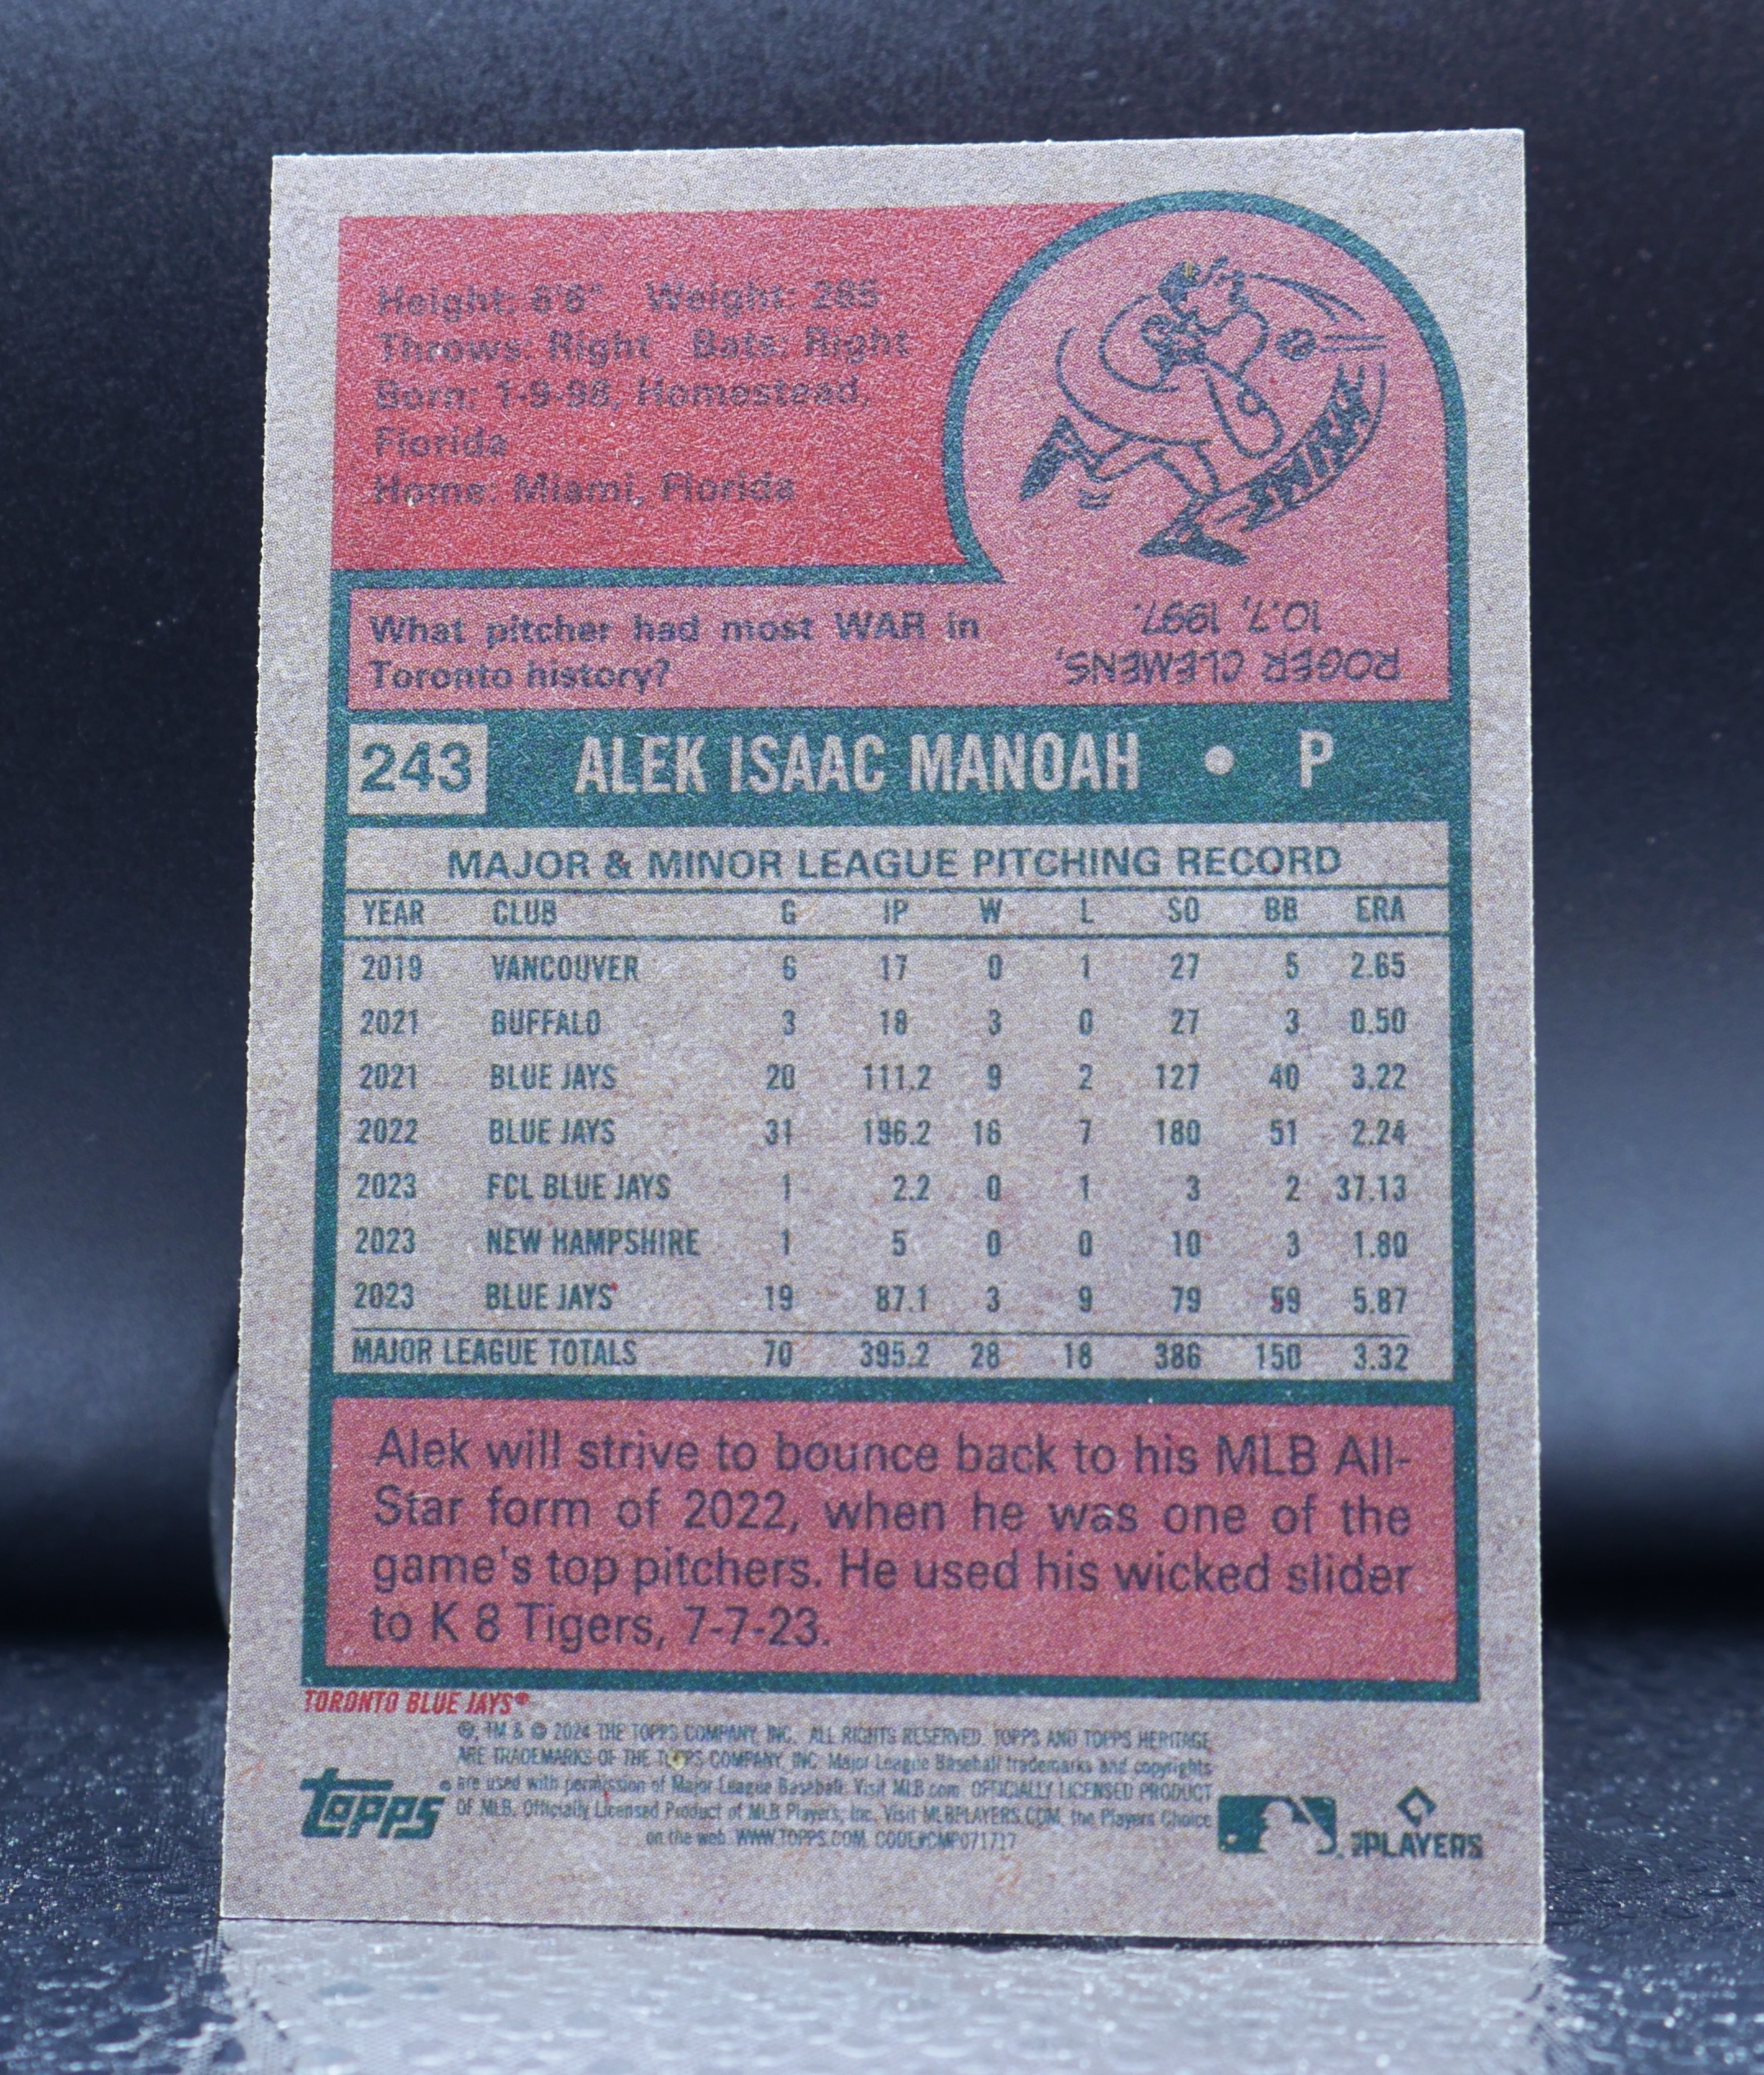 Height: 6'6" Weight: 285
Throws: Right Bats: Right
Born: 1-9-98, Homestead,
Florida
Home: Miami, Florida
SWIKK
What pitcher had most WAR in
Toronto history?
ROGER CLEMENS,
10.7, 1997.
243 ALEK ISAAC MANOAH • P
MAJOR & MINOR LEAGUE PITCHING RECORD
YEAR CLUB G IP W L SO BB ERA
2019 VANCOUVER 6 17 0 1 27 5 2.65
2021 BUFFALO 3 18 3 0 27 3 0.50
2021 BLUE JAYS 20 111.2 9 2 127 40 3.22
2022 BLUE JAYS 31 196.2 16 7 180 51 2.24
2023 FCL BLUE JAYS 1 2.2 0 1 3 2 37.13
2023 NEW HAMPSHIRE 1 5 0 0 10 3 1.80
2023 BLUE JAYS 19 87.1 3 9 79 59 5.87
MAJOR LEAGUE TOTALS 70 395.2 28 18 386 150 3.32
Alek will strive to bounce back to his MLB All-
Star form of 2022, when he was one of the
game's top pitchers. He used his wicked slider
to K 8 Tigers, 7-7-23.
TORONTO BLUE JAYS®
®, TM & © 2024 THE TOPPS COMPANY, INC. ALL RIGHTS RESERVED. TOPPS AND TOPPS HERITAGE
ARE TRADEMARKS OF THE TOPPS COMPANY, INC. Major League Baseball trademarks and copyrights
are used with permission of Major League Baseball. Visit MLB.com. OFFICIALLY LICENSED PRODUCT
OF MLB. Officially Licensed Product of MLB Players, Inc. Visit MLBPLAYERS.COM, the Players Choice
on the web. WWW.TOPPS.COM. CODE#CMP071717
topps®
MLB PLAYERS